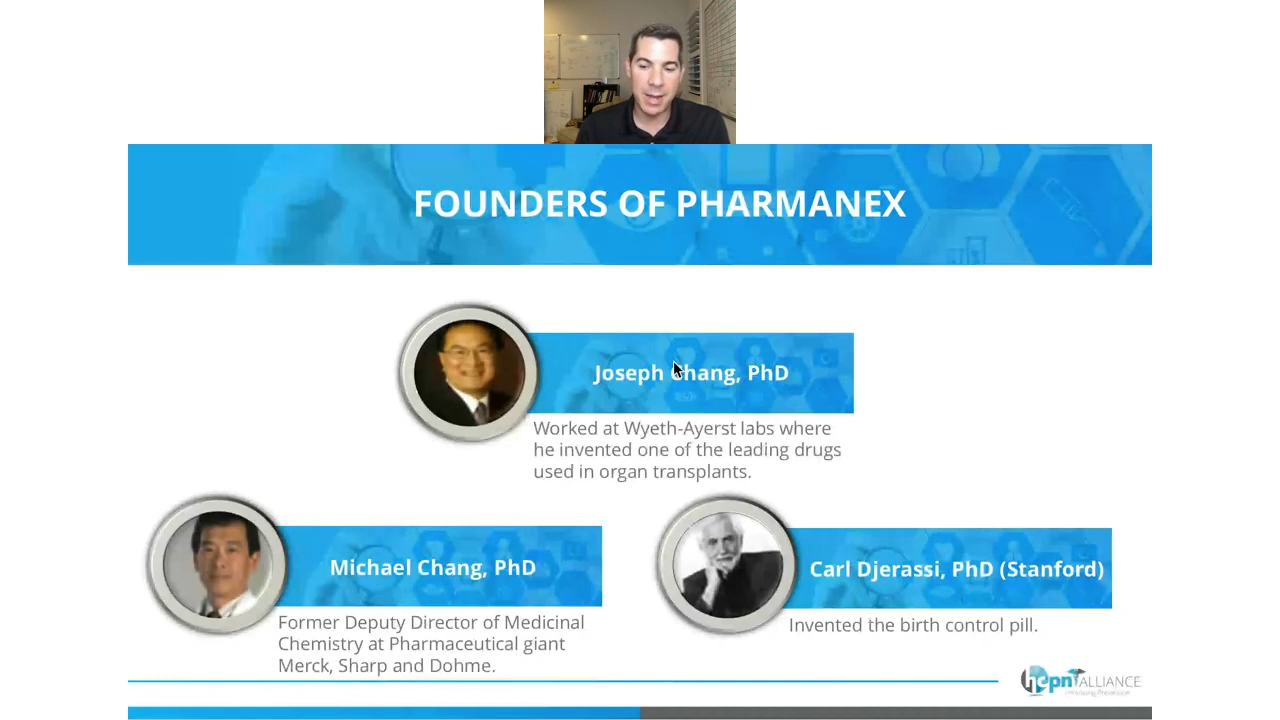 FOUNDERS OF PHARMANEX
Joseph Chang, PhD
Worked at Wyeth-Ayerst labs where
he invented one of the leading drugs
used in organ transplants.
Michael Chang, PhD
Former Deputy Director of Medicinal
Chemistry at Pharmaceutical giant
Merck, Sharp and Dohme.
Carl Djerassi, PhD (Stanford)
Invented the birth control pill.
hcpn ALLIANCE